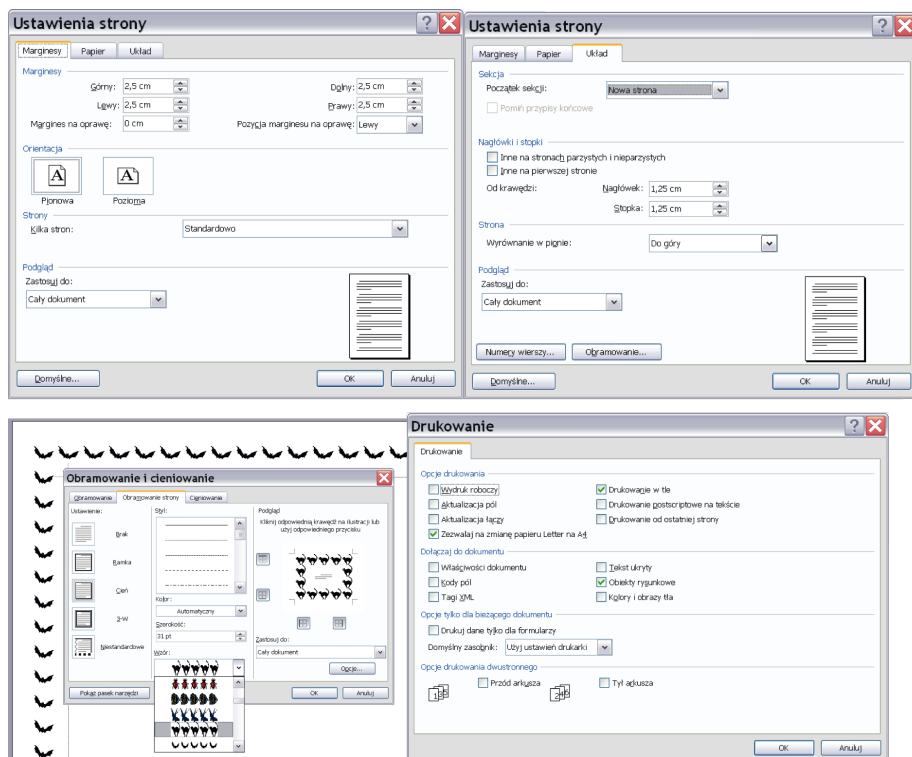 Ustawienia strony
Marginesy Papier Układ
Marginesy
Górny: 2,5 cm Dolny: 2,5 cm
Lewy: 2,5 cm Prawy: 2,5 cm
Margines na oprawę: 0 cm Pozycja marginesu na oprawę: Lewy
Orientacja
Pionowa Pozioma
Strony
Kilka stron: Standardowo
Podgląd
Zastosuj do:
Cały dokument
Domyślne... OK Anuluj
Ustawienia strony
Marginesy Papier Układ
Sekcja
Początek sekcji: Nowa strona
Pomiń przypisy końcowe
Nagłówki i stopki
Inne na stronach parzystych i nieparzystych
Inne na pierwszej stronie
Od krawędzi: Nagłówek: 1,25 cm
Stopka: 1,25 cm
Strona
Wyrównanie w pionie: Do góry
Podgląd
Zastosuj do:
Cały dokument
Numery wierszy... Obramowanie...
Domyślne... OK Anuluj
Obramowanie i cieniowanie
Obramowanie Obramowanie strony Cieniowanie
Ustawienie: Styl: Podgląd
Kliknij odpowiednią krawędź na ilustracji lub
użyj odpowiedniego przycisku
Brak
Ramka
Cień
3-W
Niestandardowe
Kolor:
Automatyczny
Szerokość:
31 pt
Wzór:
Zastosuj do:
Cały dokument
Opcje...
Pokaż pasek narzędzi OK Anuluj
Drukowanie
Drukowanie
Opcje drukowania
Wydruk roboczy Drukowanie w tle
Aktualizacja pól Drukowanie postscriptowe na tekście
Aktualizacja łączy Drukowanie od ostatniej strony
Zezwalaj na zmianę papieru Letter na A4
Dołączaj do dokumentu
Właściwości dokumentu Tekst ukryty
Kody pól Obiekty rysunkowe
Tagi XML Kolory i obrazy tła
Opcje tylko dla bieżącego dokumentu
Drukuj dane tylko dla formularzy
Domyślny zasobnik: Użyj ustawień drukarki
Opcje drukowania dwustronnego
Przód arkusza Tył arkusza
OK Anuluj